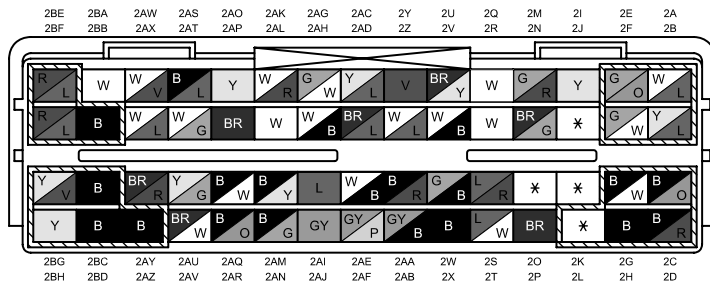 2BE 2BA 2AW 2AS 2AO 2AK 2AG 2AC 2Y 2U 2Q 2M 2I 2E 2A
2BF 2BB 2AX 2AT 2AP 2AL 2AH 2AD 2Z 2V 2R 2N 2J 2F 2B
R L W W V B L Y W R G W Y L V BR Y W G R Y G O W L
R L B W L W G BR W W B BR L W L W B W BR G * G W Y L
Y V B BR R Y G B W B Y L W B B R G B L R * * B W B O
Y B B BR W B O B G GY GY P GY B B L W BR * B B R
2BG 2BC 2AY 2AU 2AQ 2AM 2AI 2AE 2AA 2W 2S 2O 2K 2G 2C
2BH 2BD 2AZ 2AV 2AR 2AN 2AJ 2AF 2AB 2X 2T 2P 2L 2H 2D